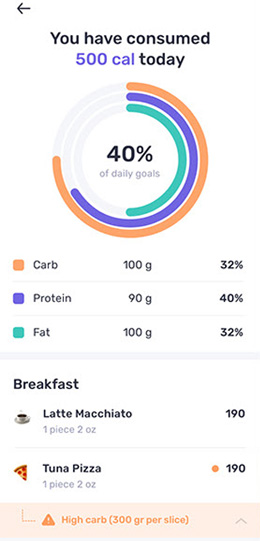 You have consumed
500 cal today
40%
of daily goals
Carb 100 g 32%
Protein 90 g 40%
Fat 100 g 32%
Breakfast
Latte Macchiato 190
1 piece 2 oz
Tuna Pizza 190
1 piece 2 oz
High carb (300 gr per slice)